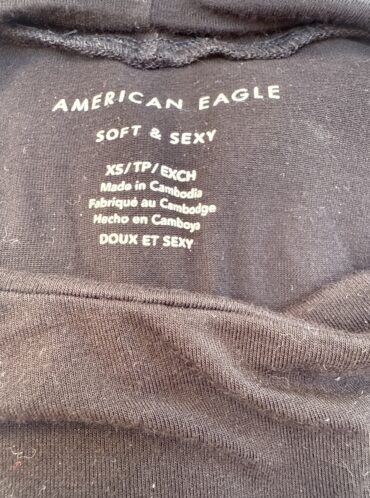 AMERICAN EAGLE
SOFT & SEXY
XS/TP/EXCH
Made in Cambodia
Fabriqué au Cambodge
Hecho en Camboya
DOUX ET SEXY